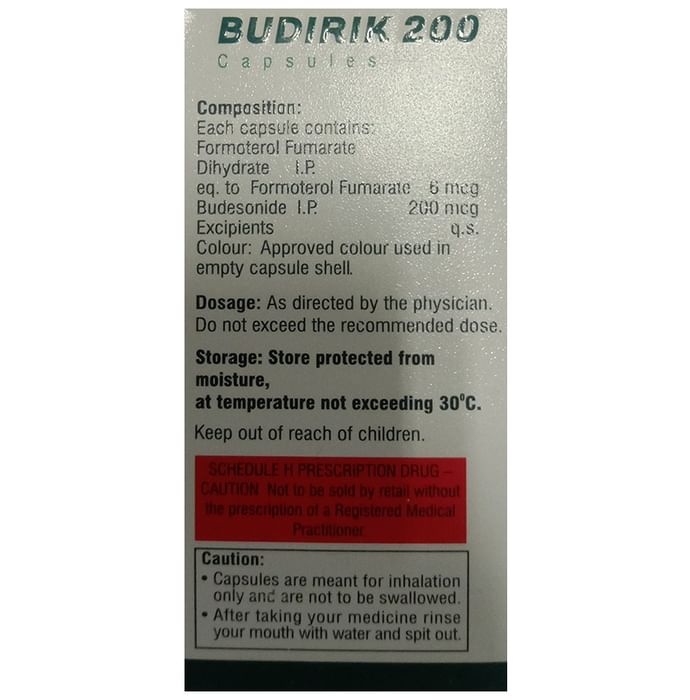 BUDIRIK 200
Capsules
Composition:
Each capsule contains:
Formoterol Fumarate
Dihydrate I.P.
eq. to Formoterol Fumarate 6 mcg
Budesonide I.P. 200 mcg
Excipients q.s.
Colour: Approved colour used in
empty capsule shell.
Dosage: As directed by the physician.
Do not exceed the recommended dose.
Storage: Store protected from
moisture,
at temperature not exceeding 30⁰C.
Keep out of reach of children.
SCHEDULE H PRESCRIPTION DRUG –
CAUTION Not to be sold by retail without
the prescription of a Registered Medical
Practitioner
Caution:
• Capsules are meant for inhalation
only and are not to be swallowed.
• After taking your medicine rinse
your mouth with water and spit out.